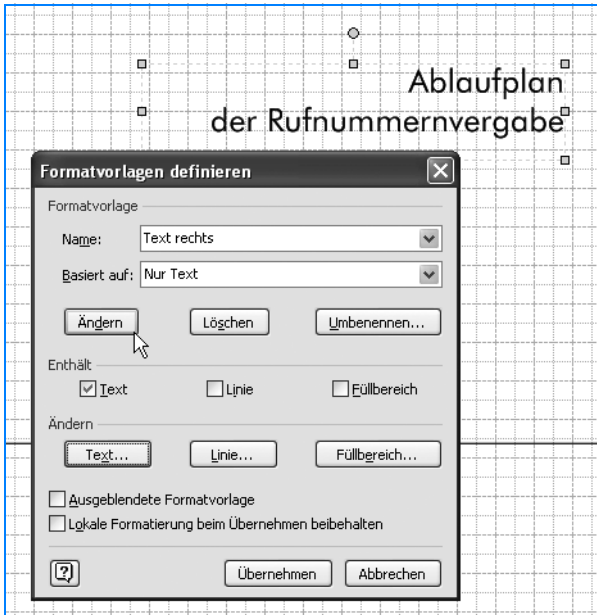 Ablaufplan
der Rufnummernvergabe
Formatvorlagen definieren
Formatvorlage
Name: Text rechts
Basiert auf: Nur Text
Ändern Löschen Umbenennen...
Enthält
Text Linie Füllbereich
Ändern
Text... Linie... Füllbereich...
Ausgeblendete Formatvorlage
Lokale Formatierung beim Übernehmen beibehalten
? Übernehmen Abbrechen